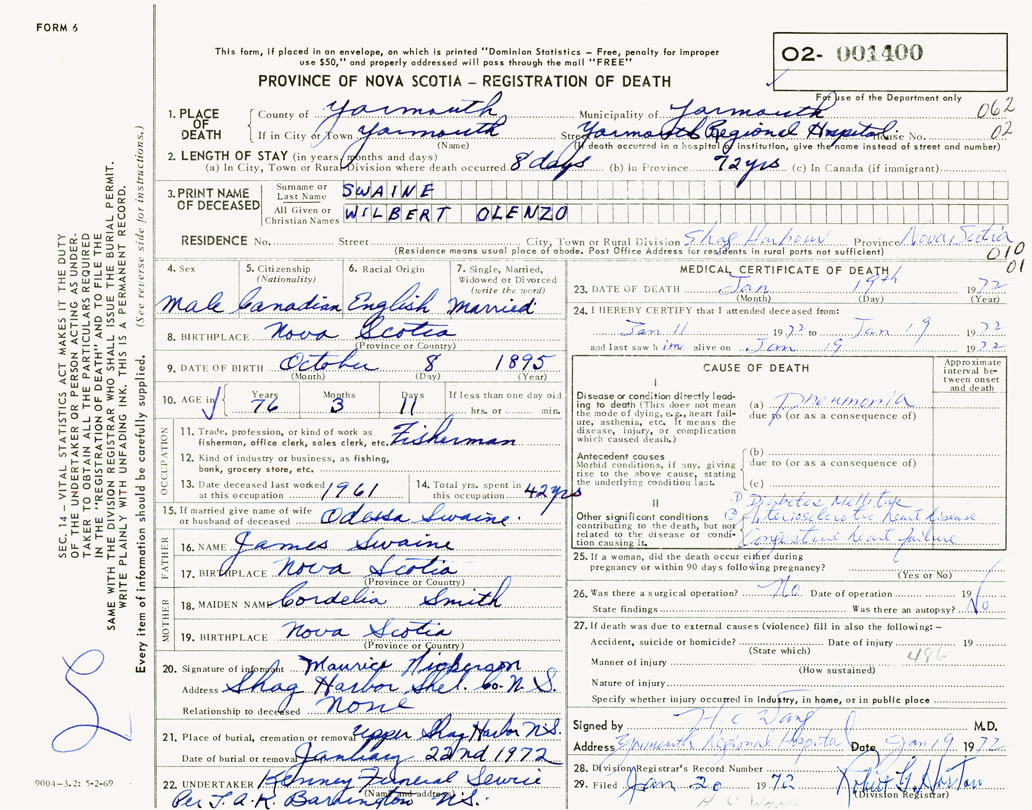 FORM 6
This form, if placed in an envelope, on which is printed "Dominion Statistics – Free, penalty for improper
use $50," and properly addressed will pass through the mail "FREE"
PROVINCE OF NOVA SCOTIA – REGISTRATION OF DEATH
02- 001400
For use of the Department only
062
02
1. PLACE OF DEATH
County of Yarmouth Municipality of Yarmouth
If in City or Town Yarmouth Street Yarmouth Regional Hospital House No.
(Name) (If death occurred in a hospital or institution, give the name instead of street and number)
2. LENGTH OF STAY (in years, months and days)
(a) In City, Town or Rural Division where death occurred 8 days (b) In Province 72 yrs (c) In Canada (if immigrant)
3. PRINT NAME OF DECEASED
Surname or Last Name SWAINE
All Given or Christian Names WILBERT OLENZO
RESIDENCE No. Street City, Town or Rural Division Shag Harbour Province Nova Scotia
(Residence means usual place of abode. Post Office Address for residents in rural parts not sufficient)
010
01
4. Sex Male
5. Citizenship (Nationality) Canadian
6. Racial Origin English
7. Single, Married, Widowed or Divorced (write the word) Married
8. BIRTHPLACE Nova Scotia
(Province or Country)
9. DATE OF BIRTH October 8 1895
(Month) (Day) (Year)
10. AGE in Years 76 Months 3 Days 11 If less than one day old
hrs. or min.
OCCUPATION
11. Trade, profession, or kind of work as fisherman, office clerk, sales clerk, etc. Fisherman
12. Kind of industry or business, as fishing, bank, grocery store, etc.
13. Date deceased last worked at this occupation 1961
14. Total yrs. spent in this occupation 42 yrs
15. If married give name of wife or husband of deceased Odessa Swaine.
FATHER
16. NAME James Swaine
17. BIRTHPLACE Nova Scotia
(Province or Country)
MOTHER
18. MAIDEN NAME Cordelia Smith
19. BIRTHPLACE Nova Scotia
(Province or Country)
20. Signature of informant Maurice Nickerson
Address Shag Harbor Shel. Co. N.S.
Relationship to deceased None
21. Place of burial, cremation or removal Upper Shag Harbor N.S.
Date of burial or removal January 22nd 1972
22. UNDERTAKER Kenney Funeral
(Name and address)
Per J.A.K. Barrington N.S.
MEDICAL CERTIFICATE OF DEATH
23. DATE OF DEATH Jan 19th 1972
(Month) (Day) (Year)
24. I HEREBY CERTIFY that I attended deceased from:
Jan 11 1972 to Jan 19 1972
and last saw him alive on Jan 19 1972
CAUSE OF DEATH
Approximate interval between onset and death
I
Disease or condition directly leading to death (This does not mean the mode of dying, e.g., heart failure, asthenia, etc. It means the disease, injury, or complication which caused death.)
(a) Pneumonia
due to (or as a consequence of)
Antecedent causes
Morbid conditions, if any, giving rise to the above cause, stating the underlying condition last.
(b)
due to (or as a consequence of)
(c)
II
Other significant conditions contributing to the death, but not related to the disease or condition causing it.
Diabetes
Arteriosclerotic heart disease
Congestive heart failure
25. If a woman, did the death occur either during pregnancy or within 90 days following pregnancy?
(Yes or No)
26. Was there a surgical operation? No. Date of operation 19
State findings Was there an autopsy? No
27. If death was due to external causes (violence) fill in also the following: –
Accident, suicide or homicide? Date of injury 19
(State which)
486
Manner of injury
(How sustained)
Nature of injury
Specify whether injury occurred in industry, in home, or in public place
Signed by M.D.
Address Yarmouth Regional Hospital Date Jan 19 1972
28. Division Registrar's Record Number
29. Filed Jan 20 1972
(Division Registrar)
SEC. 14 – VITAL STATISTICS ACT MAKES IT THE DUTY
OF THE UNDERTAKER OR PERSON ACTING AS UNDER-
TAKER TO OBTAIN ALL THE PARTICULARS REQUIRED
IN THE "REGISTRATION OF DEATH" AND TO FILE THE
SAME WITH THE DIVISION REGISTRAR WHO SHALL ISSUE THE BURIAL PERMIT.
WRITE PLAINLY WITH UNFADING INK. THIS IS A PERMANENT RECORD.
Every item of information should be carefully supplied. (See reverse side for instructions.)
9004-3.2: 5-2-69